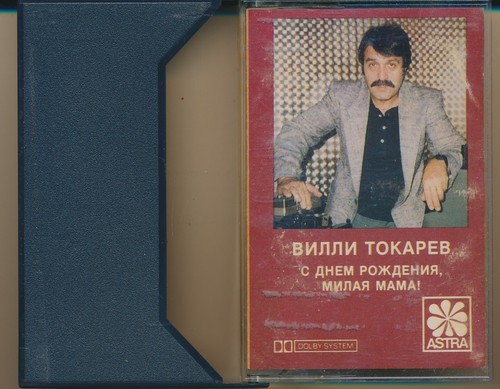 ВИЛЛИ ТОКАРЕВ
С ДНЕМ РОЖДЕНИЯ,
МИЛАЯ МАМА!
DOLBY SYSTEM
ASTRA